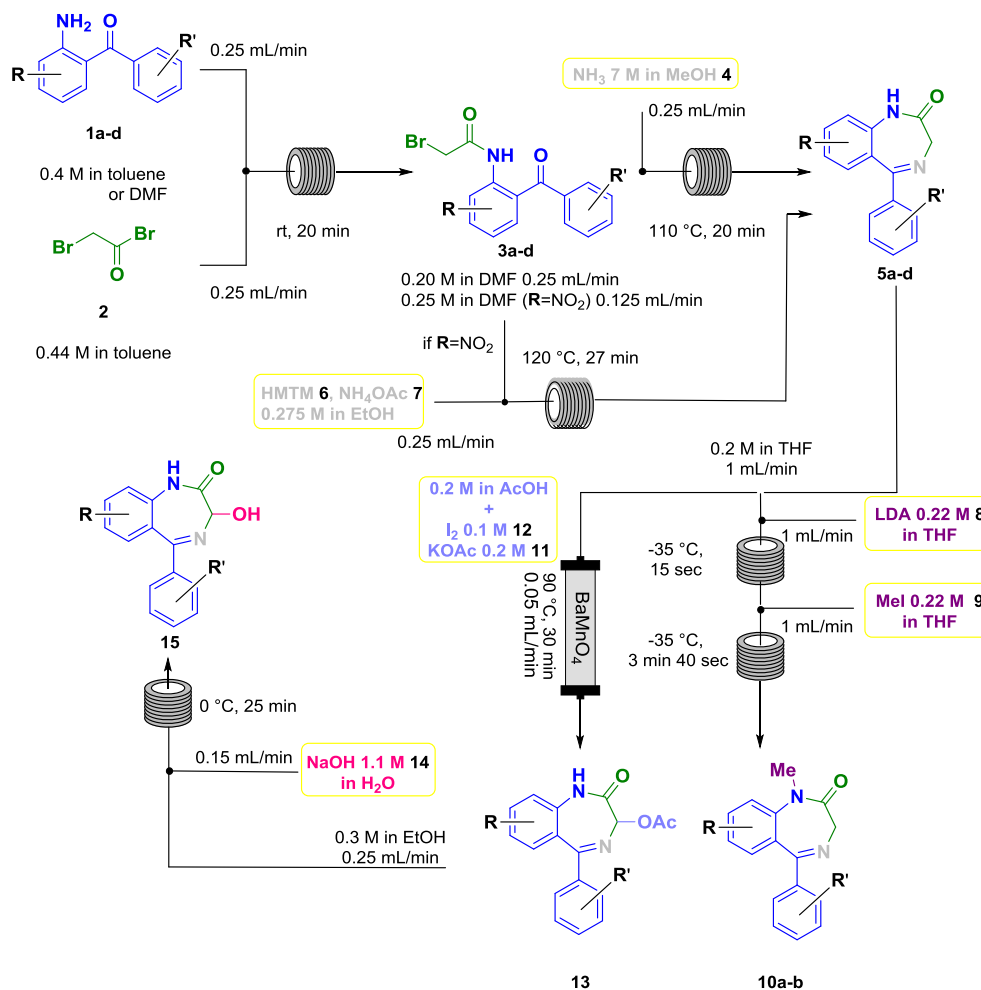 NH₂
O
R'
R
1a-d
0.25 mL/min
0.4 M in toluene
or DMF
Br
Br
O
2
0.25 mL/min
0.44 M in toluene
rt, 20 min
O
Br
NH
O
R'
R
3a-d
0.20 M in DMF 0.25 mL/min
0.25 M in DMF (R=NO₂) 0.125 mL/min
NH₃ 7 M in MeOH 4
0.25 mL/min
110 °C, 20 min
H
N
O
R
N
R'
5a-d
if R=NO₂
120 °C, 27 min
HMTM 6, NH₄OAc 7
0.275 M in EtOH
0.25 mL/min
0.2 M in THF
1 mL/min
LDA 0.22 M 8
in THF
1 mL/min
-35 °C,
15 sec
MeI 0.22 M 9
in THF
1 mL/min
-35 °C,
3 min 40 sec
0.2 M in AcOH
+
I₂ 0.1 M 12
KOAc 0.2 M 11
BaMnO₄
90 °C, 30 min
0.05 mL/min
H
N
O
R
OH
N
R'
15
0 °C, 25 min
0.15 mL/min
NaOH 1.1 M 14
in H₂O
0.3 M in EtOH
0.25 mL/min
H
N
O
R
OAc
N
R'
13
Me
N
O
R
N
R'
10a-b